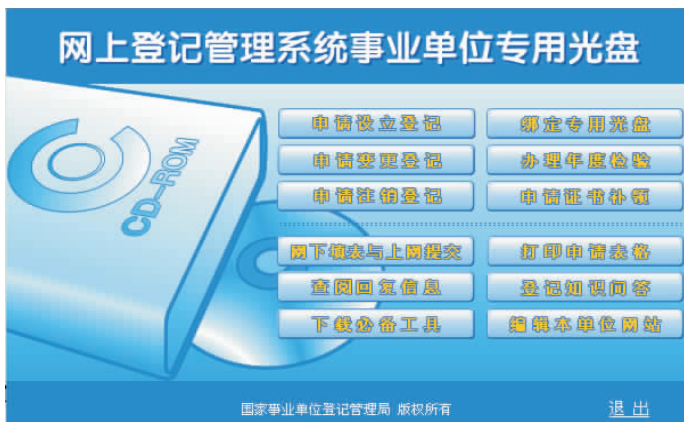 网上登记管理系统事业单位专用光盘
CD-ROM
申请设立登记
绑定专用光盘
申请变更登记
办理年度检验
申请注销登记
申请证书补领
网下填表与上网提交
打印申请表格
查阅回复信息
登记知识问答
下载必备工具
编辑本单位网站
国家事业单位登记管理局 版权所有
退 出